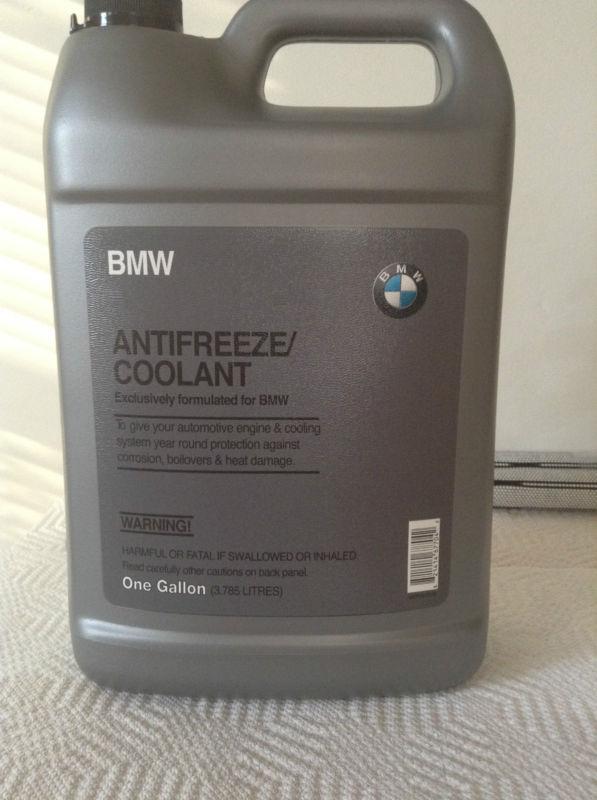 BMW
BMW
ANTIFREEZE/
COOLANT
Exclusively formulated for BMW
To give your automotive engine & cooling
system year round protection against
corrosion, boilovers & heat damage.
WARNING!
HARMFUL OR FATAL IF SWALLOWED OR INHALED
Read carefully other cautions on back panel.
One Gallon (3.785 LITRES)